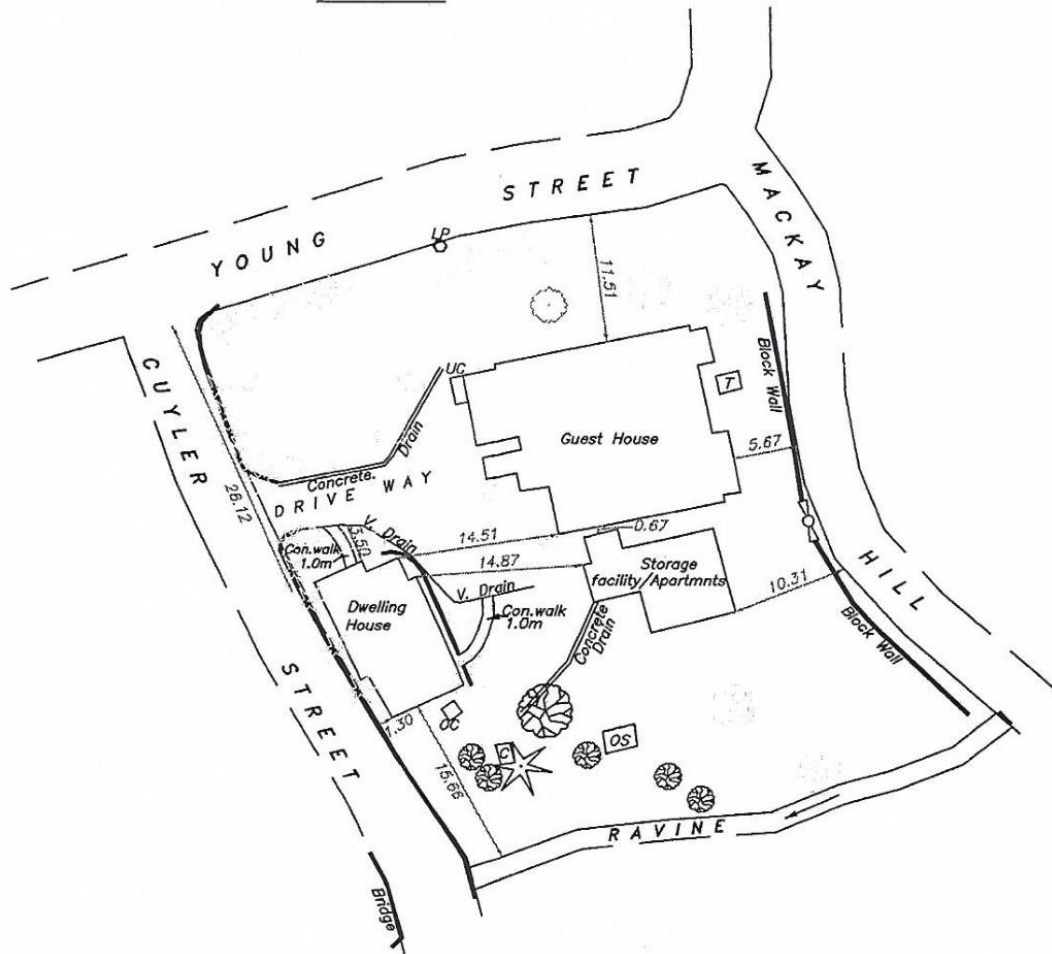 YOUNG STREET
MACKAY HILL
CUYLER STREET
LP
11.51
UC
T
Block Wall
Guest House
5.67
Concrete Drain
DRIVE WAY
26.12
V. Drain
3.50
Con.walk
1.0m
14.51
0.67
14.87
Storage
facility/Apartmnts
10.31
V. Drain
Con.walk
1.0m
Dwelling
House
Concrete
Drain
Block Wall
1.30
OC
C
OS
15.66
RAVINE
Bridge